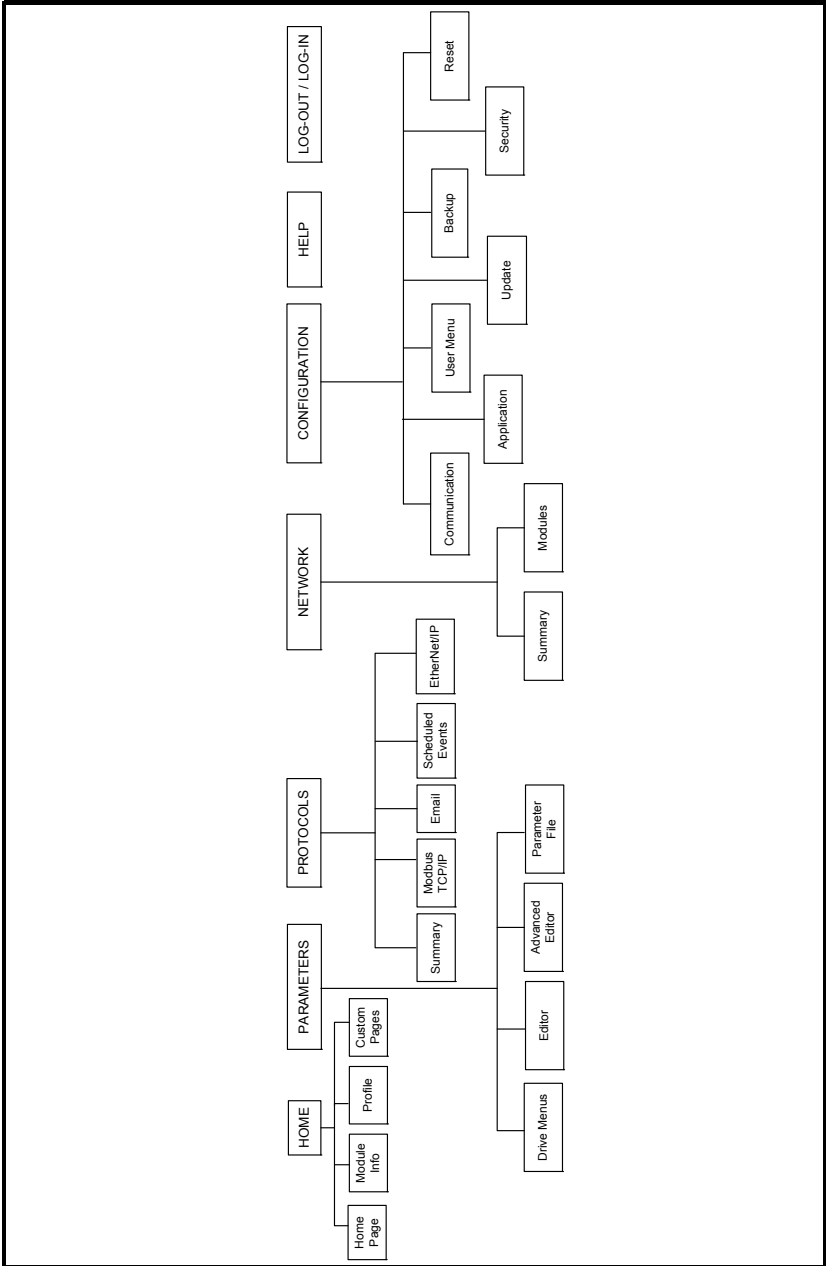 HOME
PARAMETERS
PROTOCOLS
NETWORK
CONFIGURATION
HELP
LOG-OUT / LOG-IN
Home
Page
Module
Info
Profile
Custom
Pages
Drive Menus
Editor
Advanced
Editor
Parameter
File
Summary
Modbus
TCP/IP
Email
Scheduled
Events
EtherNet/IP
Summary
Modules
Communication
Application
User Menu
Update
Backup
Security
Reset